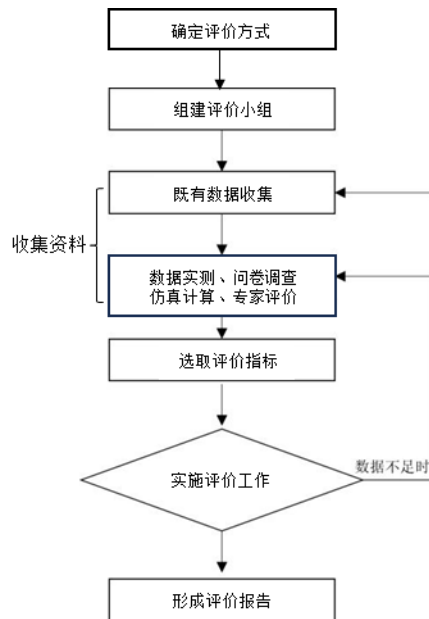 确定评价方式
组建评价小组
既有数据收集
收集资料
数据实测、问卷调查
仿真计算、专家评价
选取评价指标
数据不足时
实施评价工作
形成评价报告